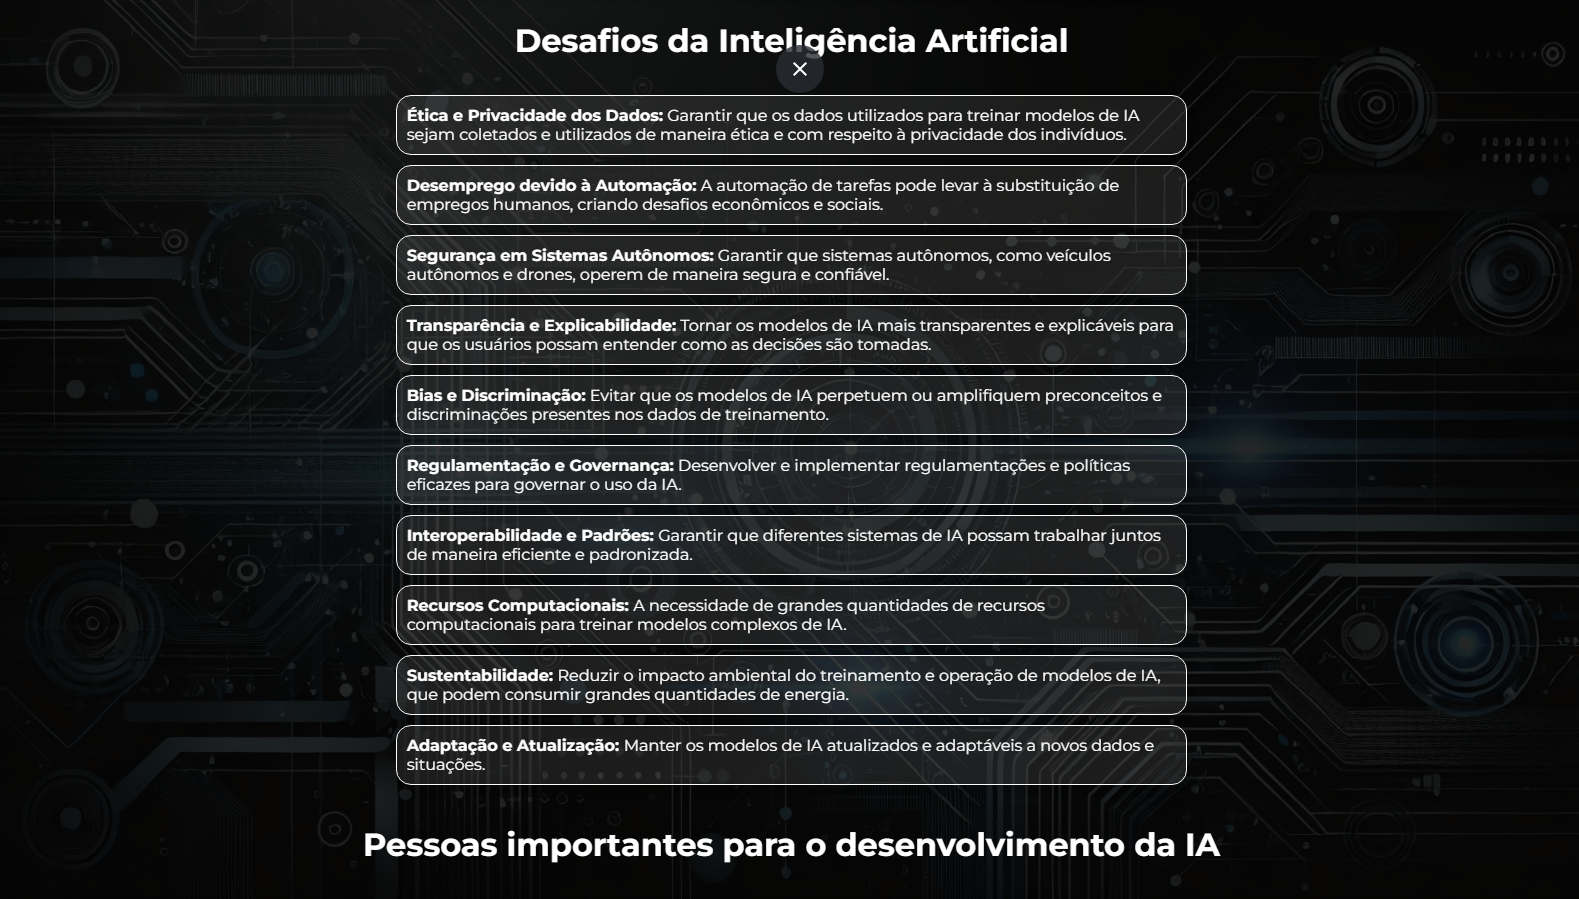 Desafios da Inteligência Artificial
Ética e Privacidade dos Dados: Garantir que os dados utilizados para treinar modelos de IA
sejam coletados e utilizados de maneira ética e com respeito à privacidade dos indivíduos.
Desemprego devido à Automação: A automação de tarefas pode levar à substituição de
empregos humanos, criando desafios econômicos e sociais.
Segurança em Sistemas Autônomos: Garantir que sistemas autônomos, como veículos
autônomos e drones, operem de maneira segura e confiável.
Transparência e Explicabilidade: Tornar os modelos de IA mais transparentes e explicáveis para
que os usuários possam entender como as decisões são tomadas.
Bias e Discriminação: Evitar que os modelos de IA perpetuem ou amplifiquem preconceitos e
discriminações presentes nos dados de treinamento.
Regulamentação e Governança: Desenvolver e implementar regulamentações e políticas
eficazes para governar o uso da IA.
Interoperabilidade e Padrões: Garantir que diferentes sistemas de IA possam trabalhar juntos
de maneira eficiente e padronizada.
Recursos Computacionais: A necessidade de grandes quantidades de recursos
computacionais para treinar modelos complexos de IA.
Sustentabilidade: Reduzir o impacto ambiental do treinamento e operação de modelos de IA,
que podem consumir grandes quantidades de energia.
Adaptação e Atualização: Manter os modelos de IA atualizados e adaptáveis a novos dados e
situações.
Pessoas importantes para o desenvolvimento da IA